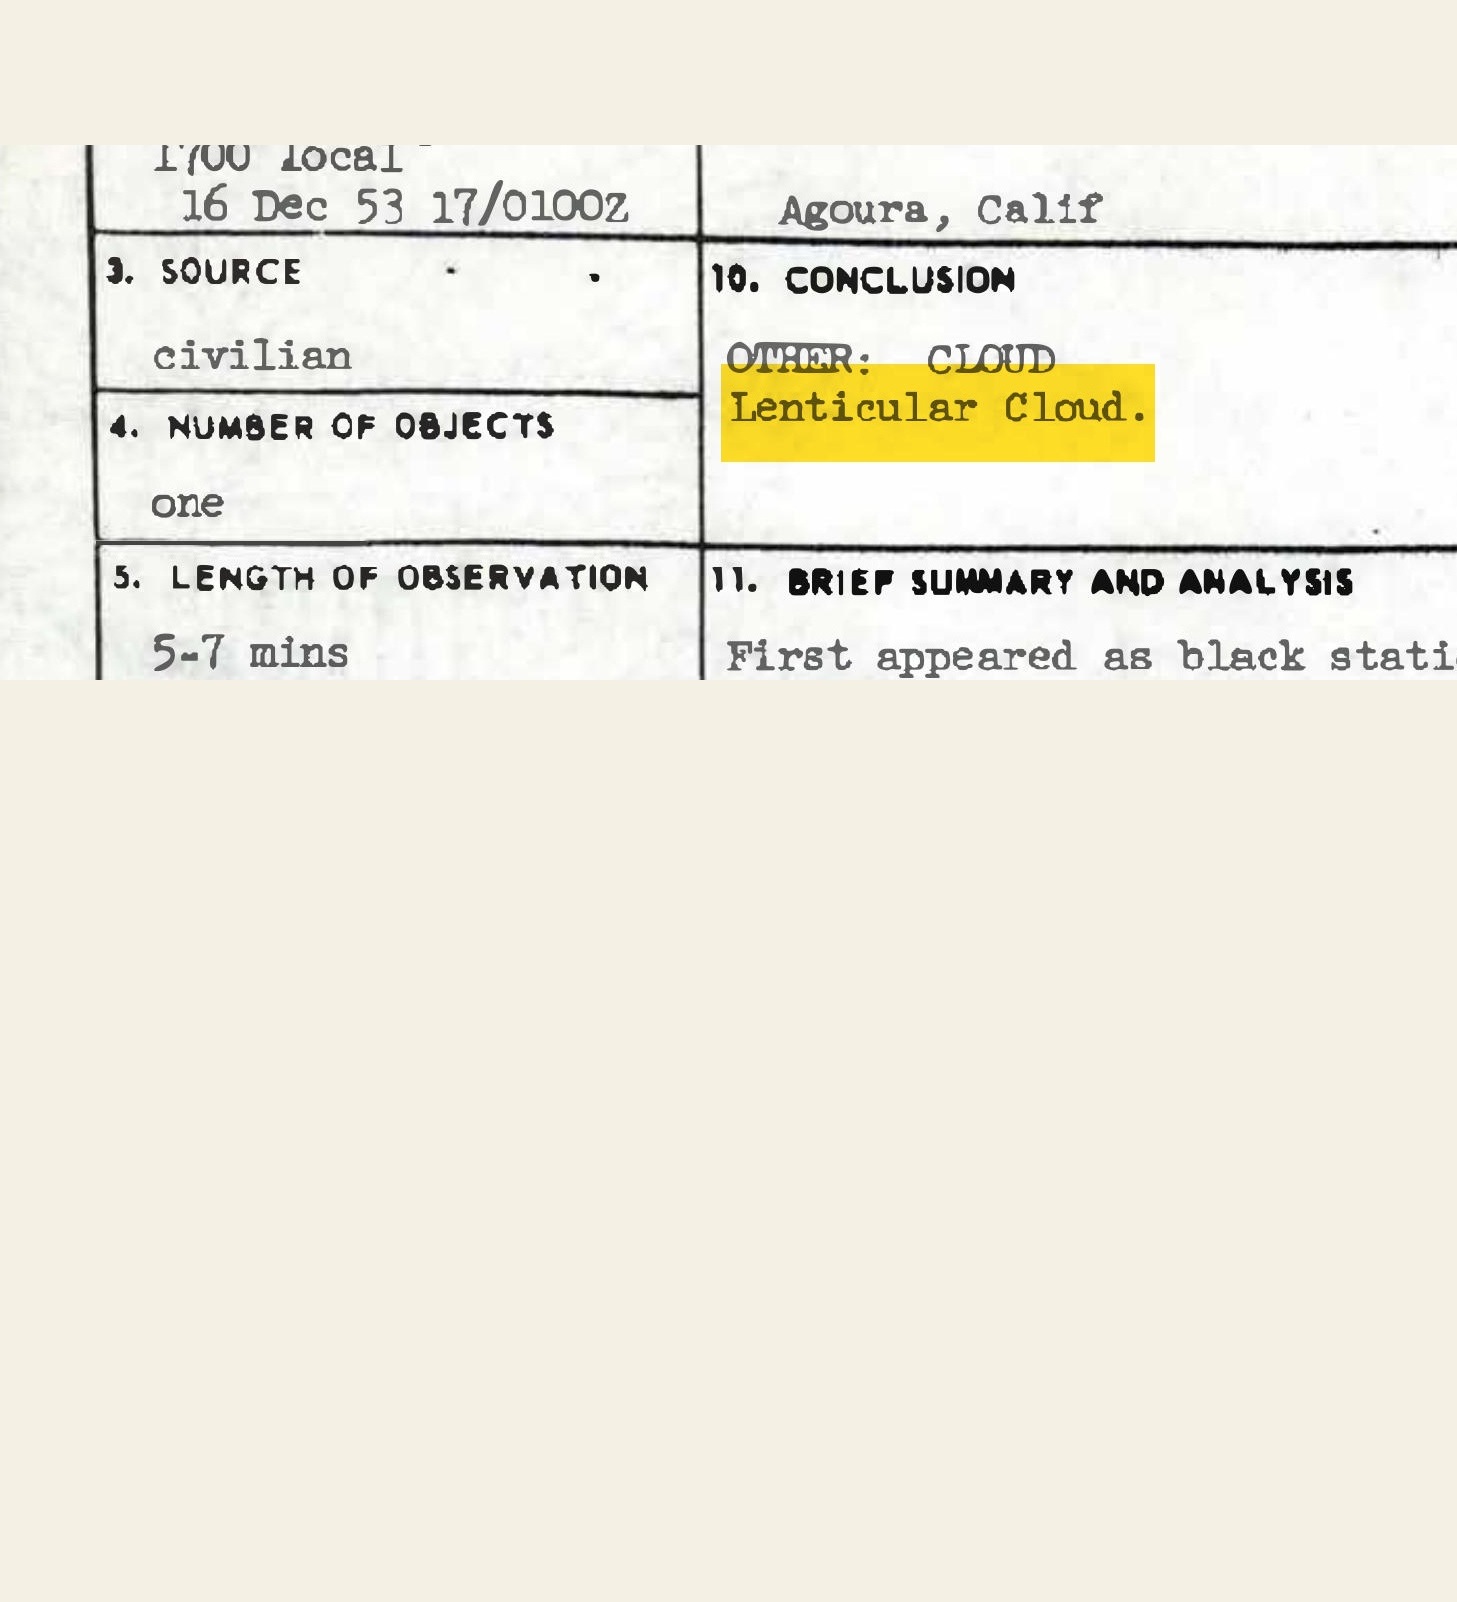 1700 local
16 Dec 53 17/0100Z
Agoura, Calif
3. SOURCE
civilian
10. CONCLUSION
OTHER: CLOUD
Lenticular Cloud.
4. NUMBER OF OBJECTS
one
5. LENGTH OF OBSERVATION
5-7 mins
11. BRIEF SUMMARY AND ANALYSIS
First appeared as black